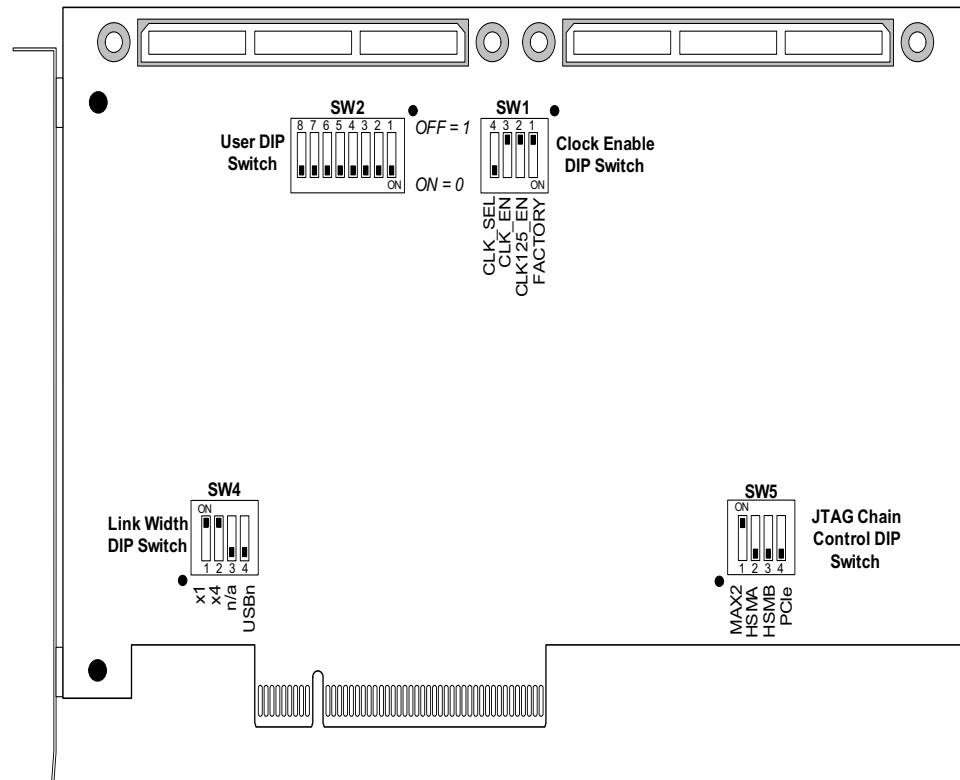 SW2
SW1
8 7 6 5 4 3 2 1
OFF = 1
4 3 2 1
User DIP
Switch
Clock Enable
DIP Switch
ON
ON = 0
ON
CLK_SEL
CLK_EN
CLK125_EN
FACTORY
SW4
SW5
ON
ON
Link Width
DIP Switch
JTAG Chain
Control DIP
Switch
1 2 3 4
1 2 3 4
x1
x4
n/a
USBn
MAX2
HSMA
HSMB
PCIe